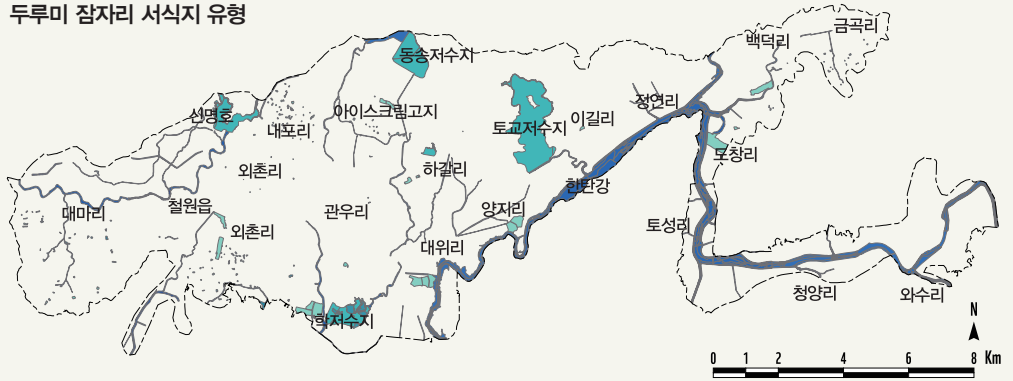 두루미 잠자리 서식지 유형
금곡리
백덕리
동송저수지
정연리
아이스크림고지
산명호
내포리
토교저수지
이길리
도창리
하갈리
외촌리
한탄강
철원읍
대마리
관우리
양지리
외촌리
토성리
대위리
청양리
와수리
학저수지
N
0 1 2 4 6 8 Km